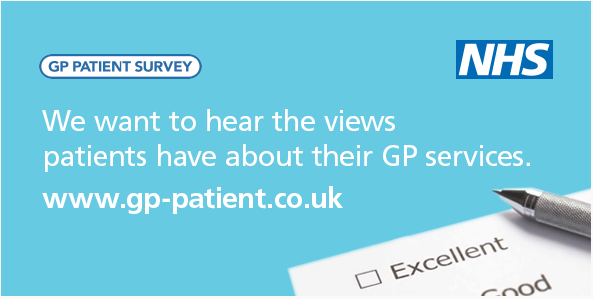 GP PATIENT SURVEY
NHS
We want to hear the views
patients have about their GP services.
www.gp-patient.co.uk
Excellent
Good